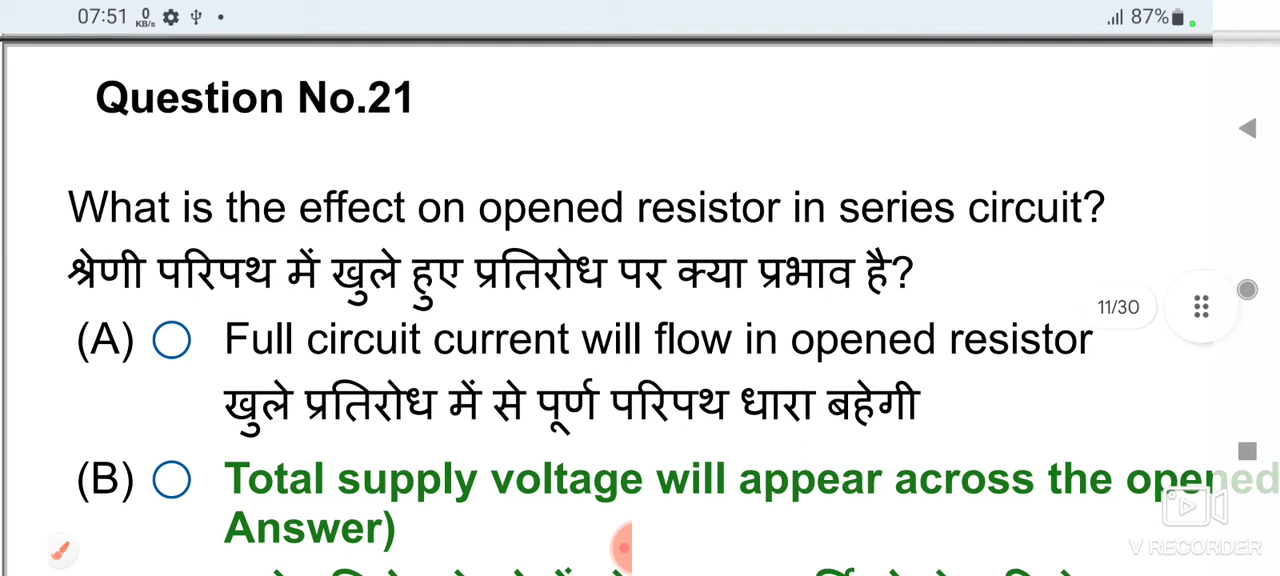 07:51 0 KB/s 87%
Question No.21
What is the effect on opened resistor in series circuit?
श्रेणी परिपथ में खुले हुए प्रतिरोध पर क्या प्रभाव है?
11/30
(A) Full circuit current will flow in opened resistor
खुले प्रतिरोध में से पूर्ण परिपथ धारा बहेगी
(B) Total supply voltage will appear across the opened
Answer)
V RECORDER